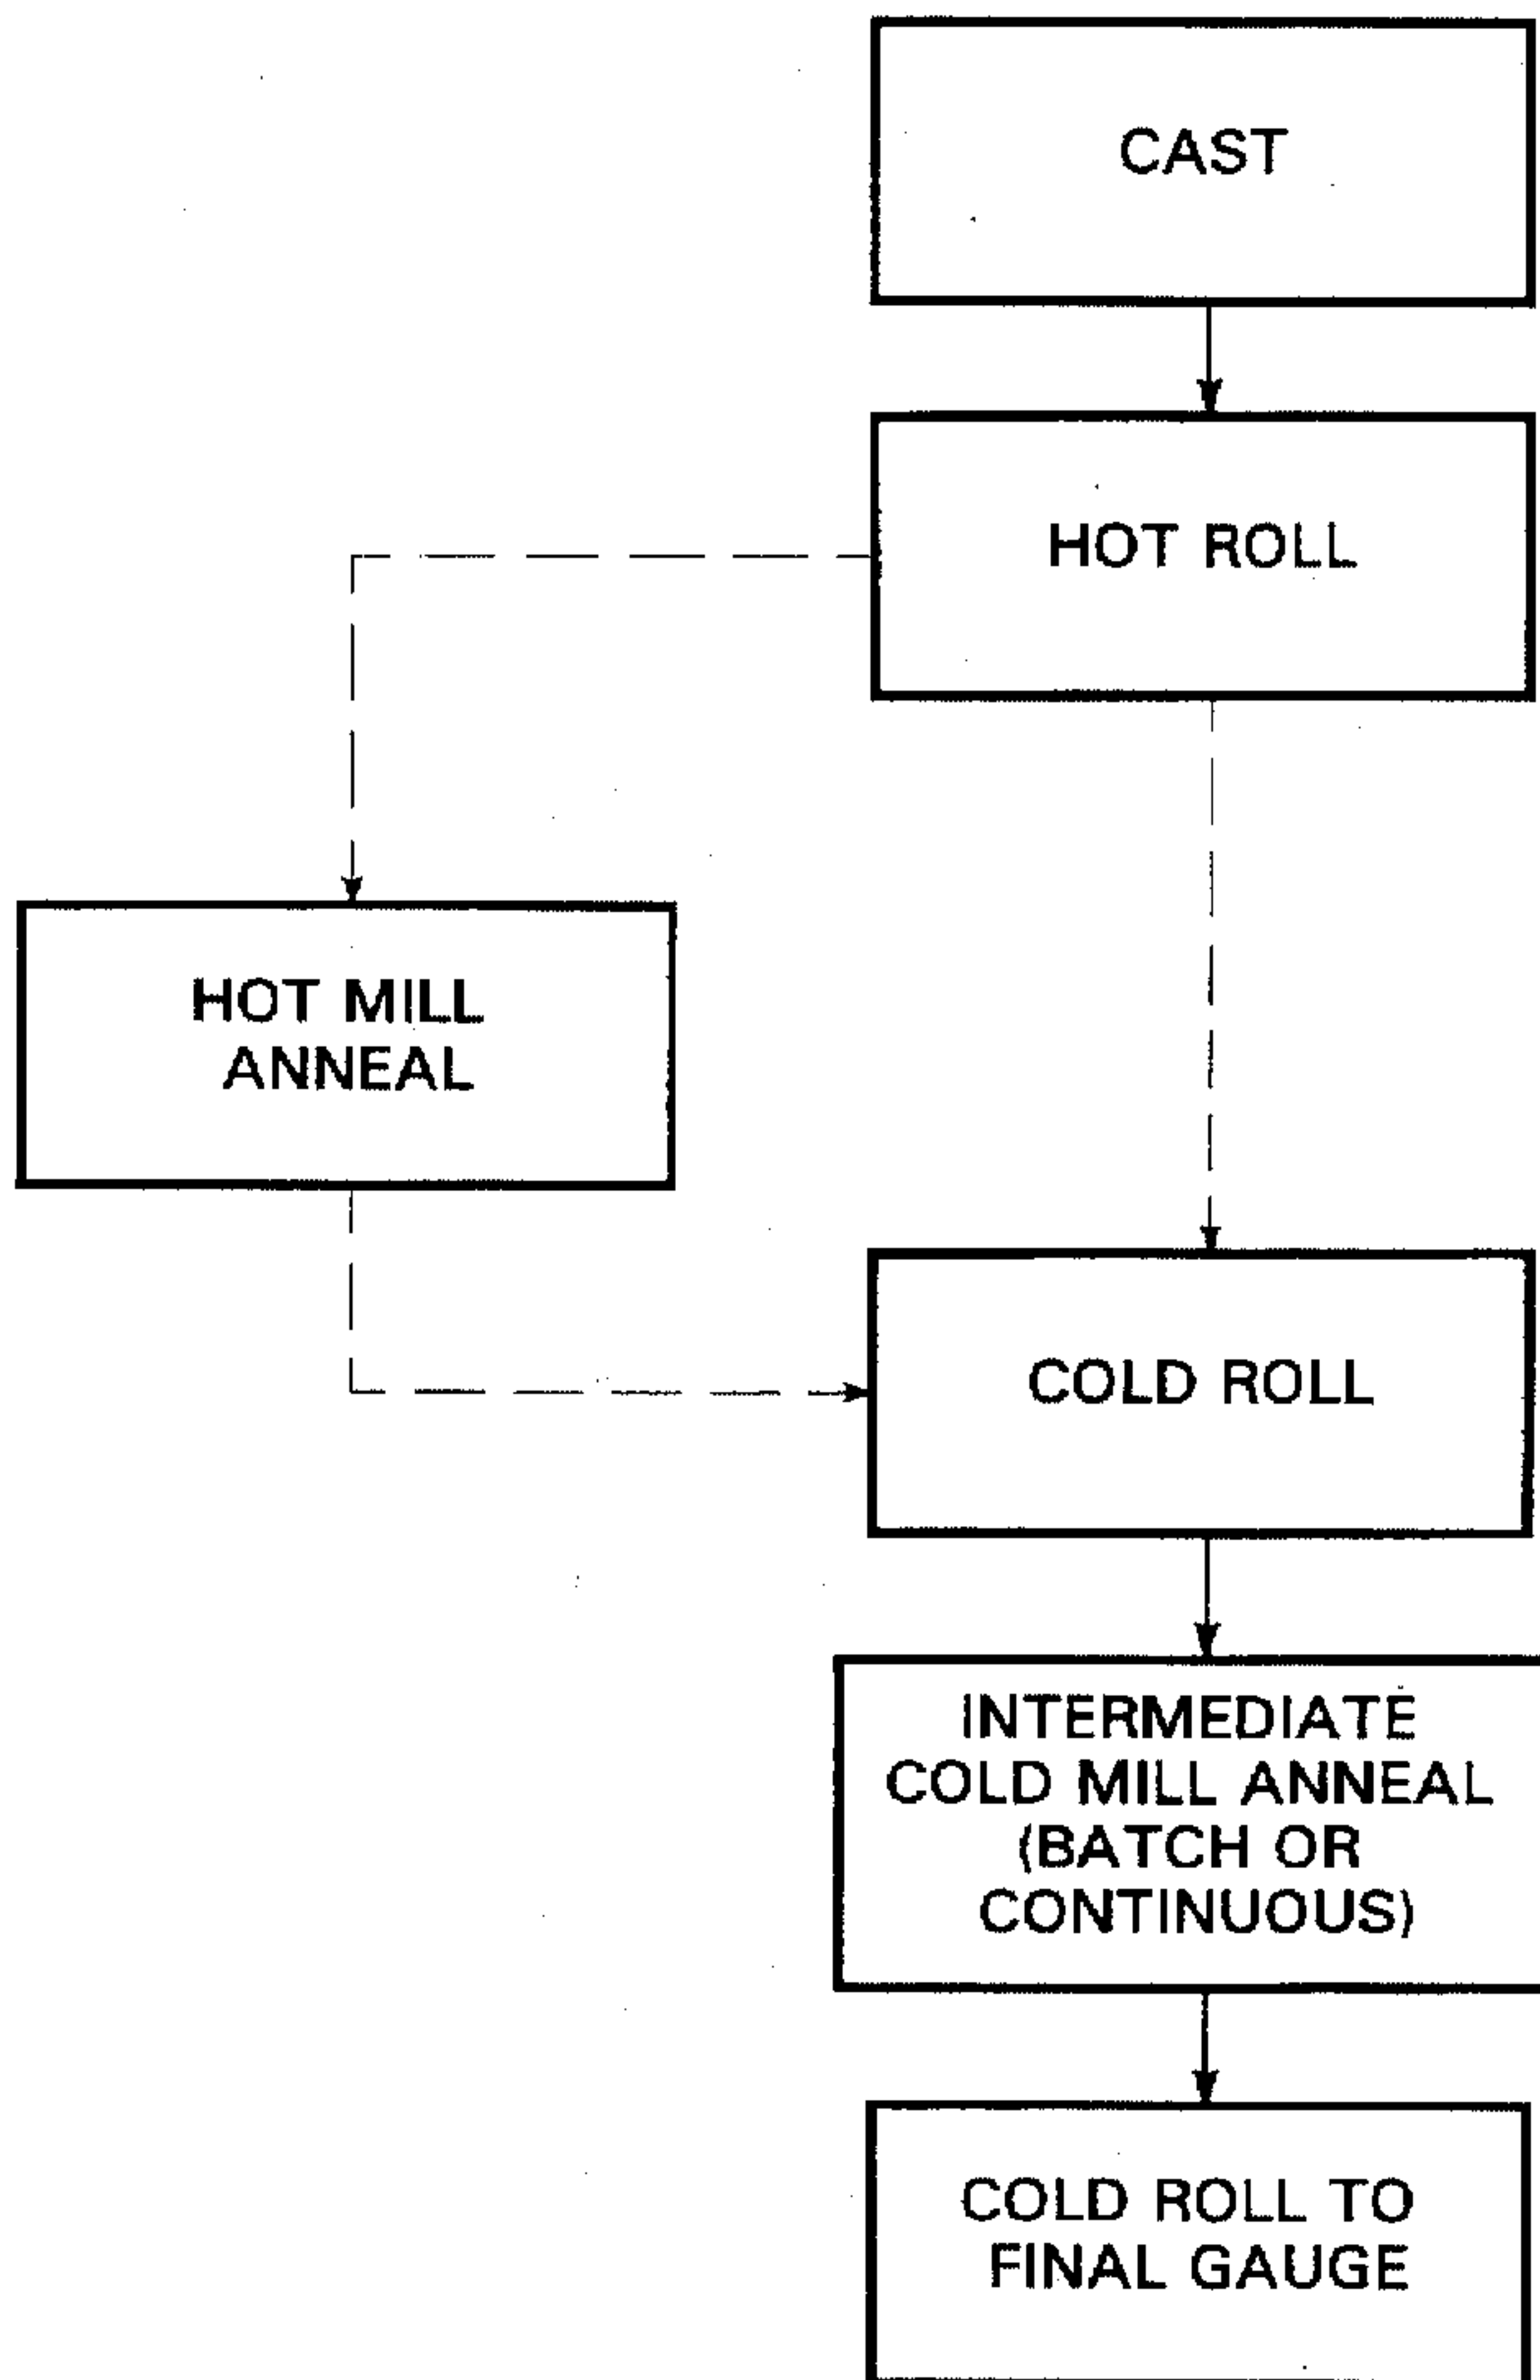 CAST
HOT ROLL
HOT MILL
ANNEAL
COLD ROLL
INTERMEDIATE
COLD MILL ANNEAL
(BATCH OR
CONTINUOUS)
COLD ROLL TO
FINAL GAUGE